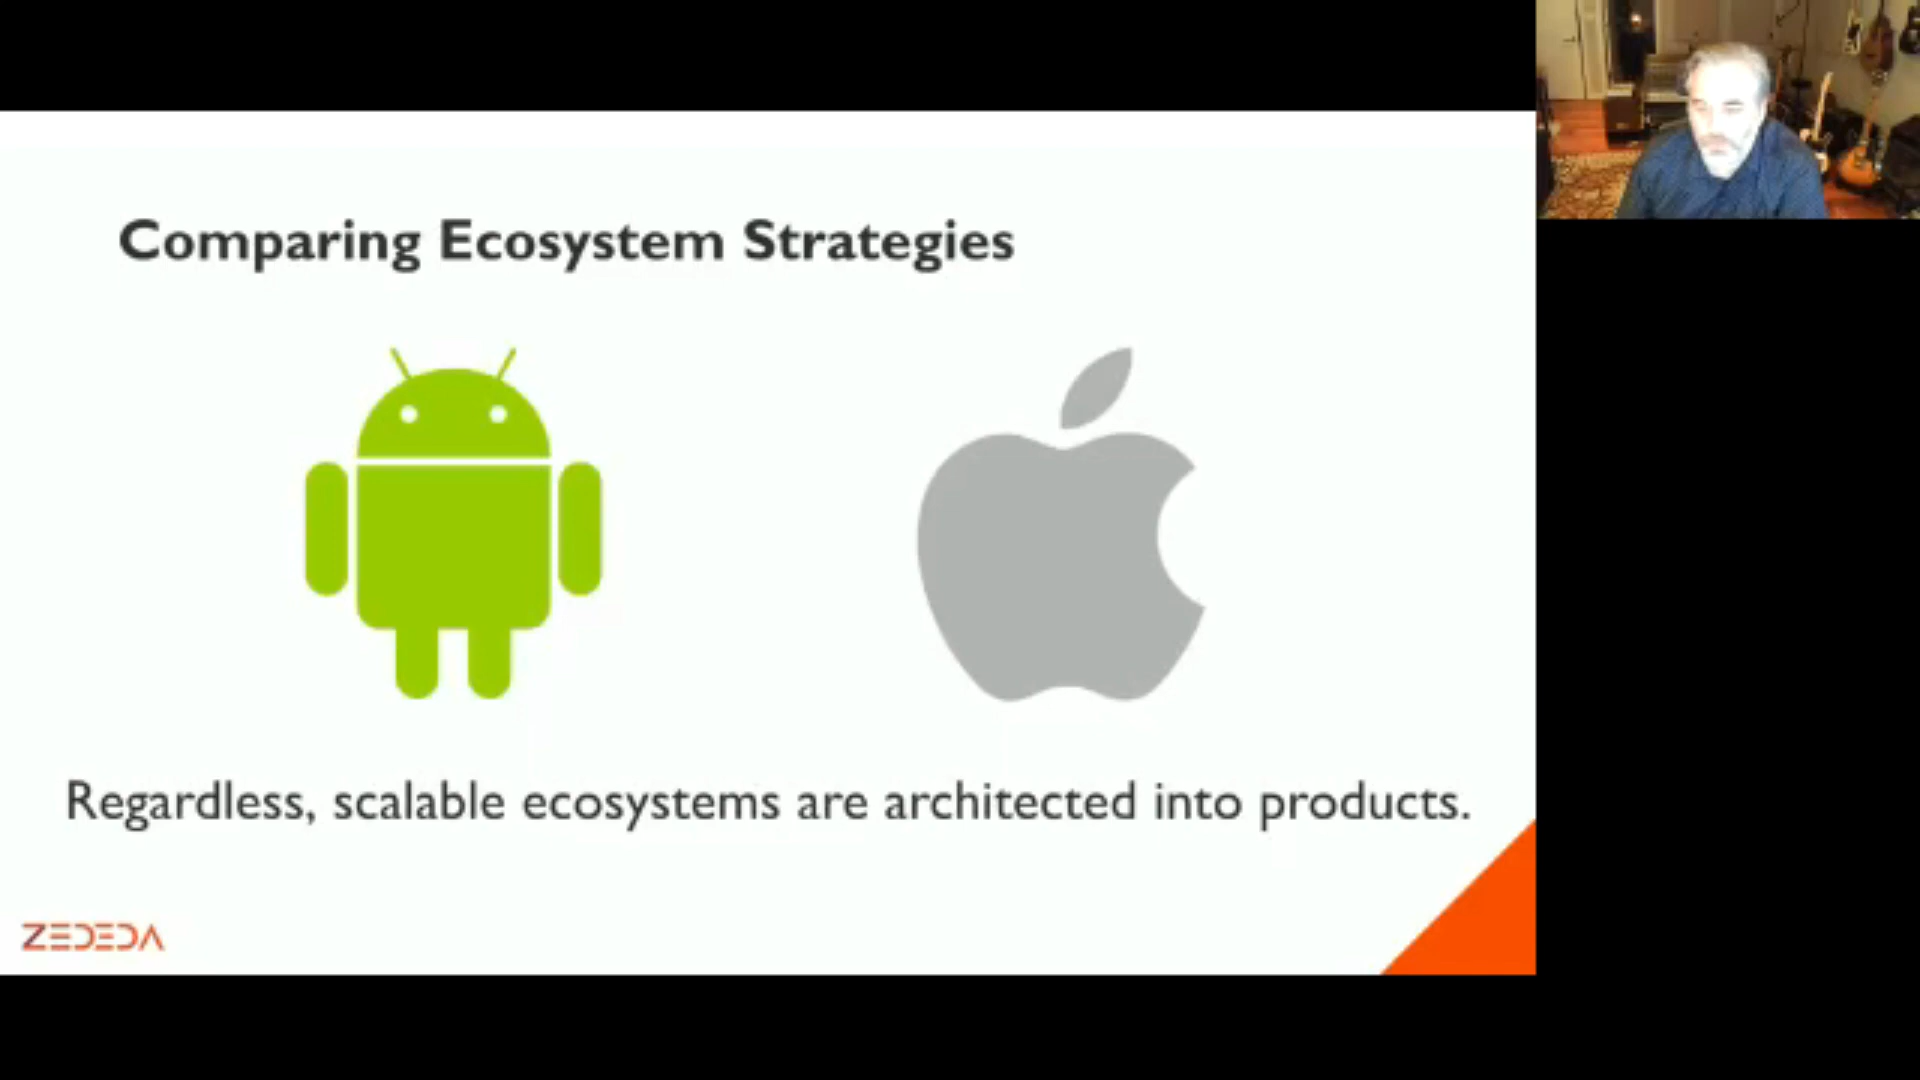 Comparing Ecosystem Strategies
Regardless, scalable ecosystems are architected into products.
ZEDEDA